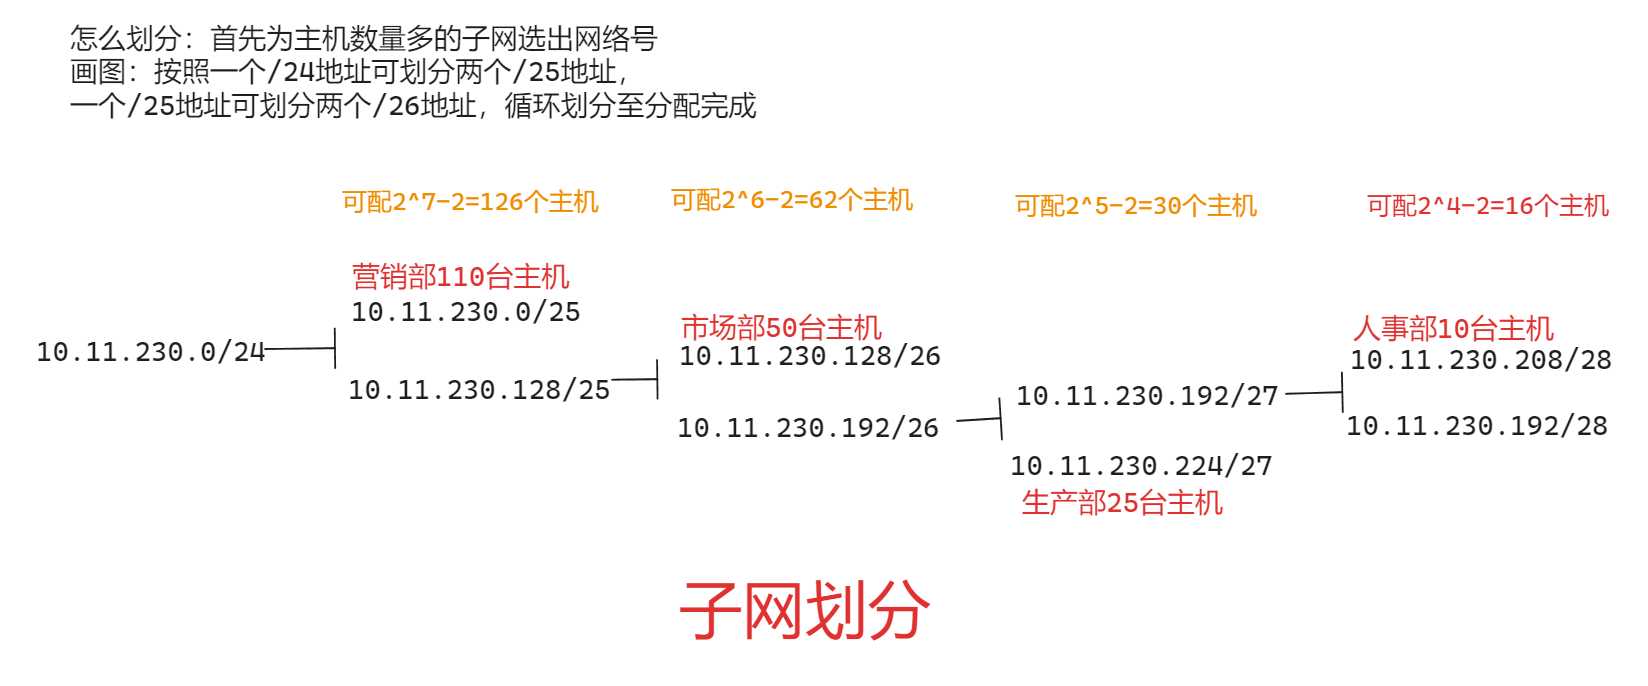 怎么划分：首先为主机数量多的子网选出网络号
画图：按照一个/24地址可划分两个/25地址，
一个/25地址可划分两个/26地址，循环划分至分配完成
可配2^7-2=126个主机
可配2^6-2=62个主机
可配2^5-2=30个主机
可配2^4-2=16个主机
营销部110台主机
10.11.230.0/25
市场部50台主机
人事部10台主机
10.11.230.0/24
10.11.230.128/26
10.11.230.208/28
10.11.230.128/25
10.11.230.192/27
10.11.230.192/26
10.11.230.192/28
10.11.230.224/27
生产部25台主机
子网划分